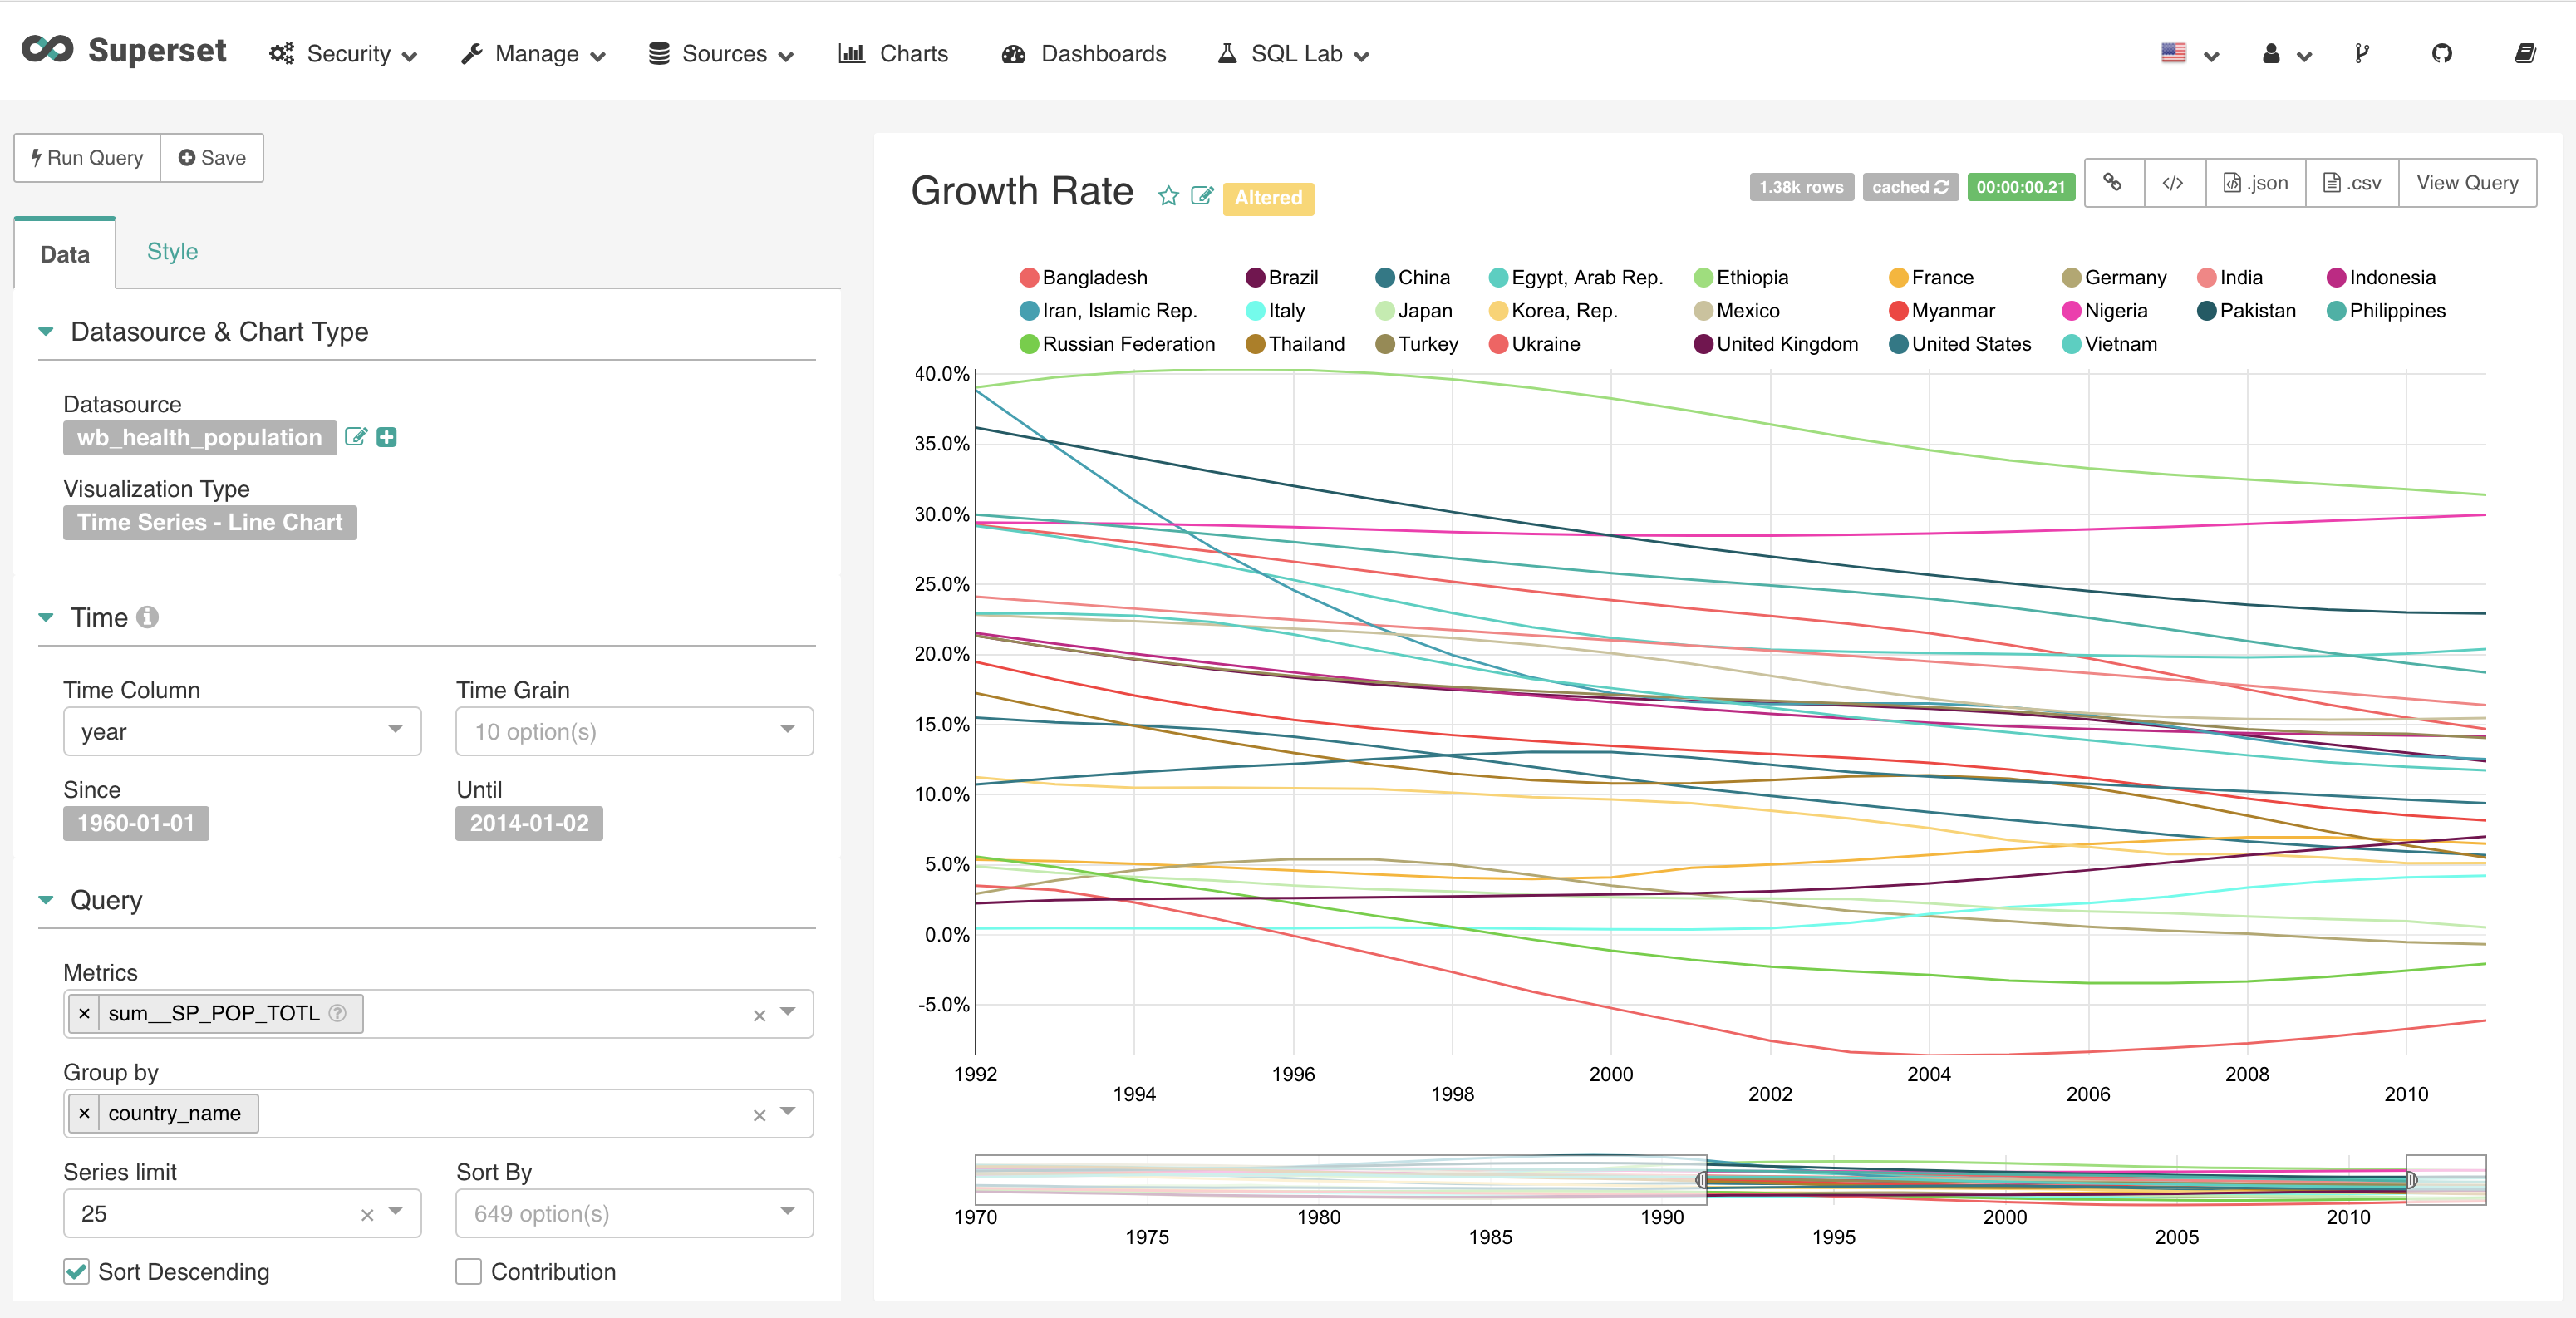 Superset Security Manage Sources Charts Dashboards SQL Lab
Run Query Save
Data Style
Datasource & Chart Type
Datasource
wb_health_population
Visualization Type
Time Series - Line Chart
Time
Time Column Time Grain
year 10 option(s)
Since Until
1960-01-01 2014-01-02
Query
Metrics
× sum__SP_POP_TOTL ? ×
Group by
× country_name ×
Series limit Sort By
25 × 649 option(s)
Sort Descending Contribution
Growth Rate Altered 1.38k rows cached 00:00:00.21 </> .json .csv View Query
Bangladesh Brazil China Egypt, Arab Rep. Ethiopia France Germany India Indonesia
Iran, Islamic Rep. Italy Japan Korea, Rep. Mexico Myanmar Nigeria Pakistan Philippines
Russian Federation Thailand Turkey Ukraine United Kingdom United States Vietnam
40.0%
35.0%
30.0%
25.0%
20.0%
15.0%
10.0%
5.0%
0.0%
-5.0%
1992 1996 2000 2004 2008
1994 1998 2002 2006 2010
1970 1980 1990 2000 2010
1975 1985 1995 2005